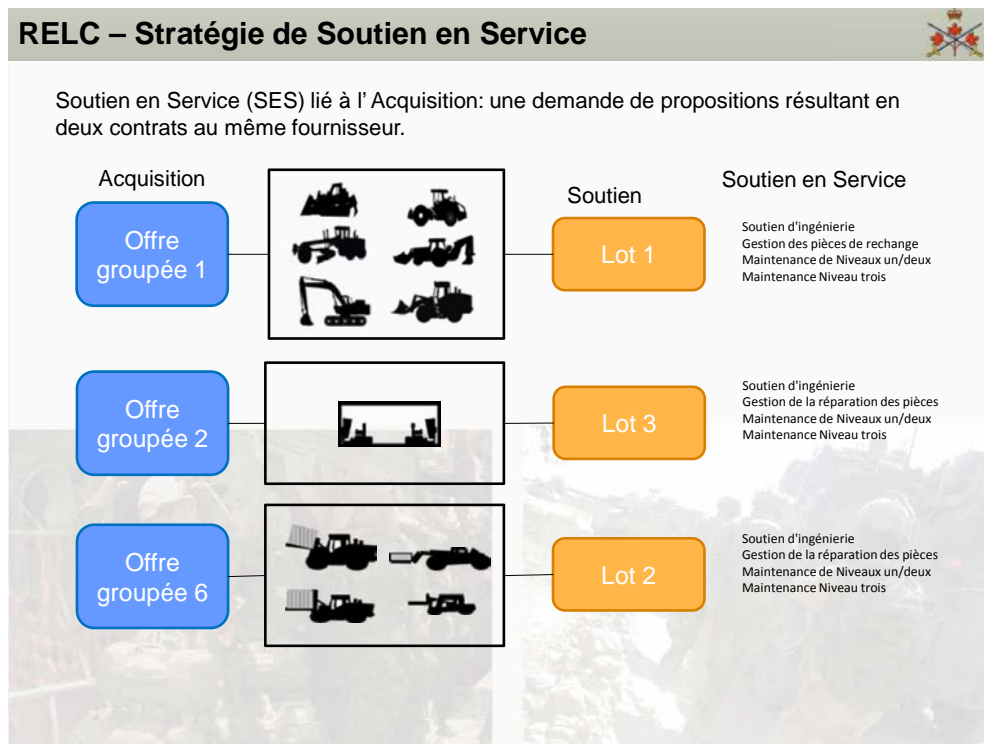 RELC – Stratégie de Soutien en Service
Soutien en Service (SES) lié à l’ Acquisition: une demande de propositions résultant en
deux contrats au même fournisseur.
Acquisition
Soutien
Soutien en Service
Offre
groupée 1
Lot 1
Soutien d'ingénierie
Gestion des pièces de rechange
Maintenance de Niveaux un/deux
Maintenance Niveau trois
Offre
groupée 2
Lot 3
Soutien d'ingénierie
Gestion de la réparation des pièces
Maintenance de Niveaux un/deux
Maintenance Niveau trois
Offre
groupée 6
Lot 2
Soutien d'ingénierie
Gestion de la réparation des pièces
Maintenance de Niveaux un/deux
Maintenance Niveau trois